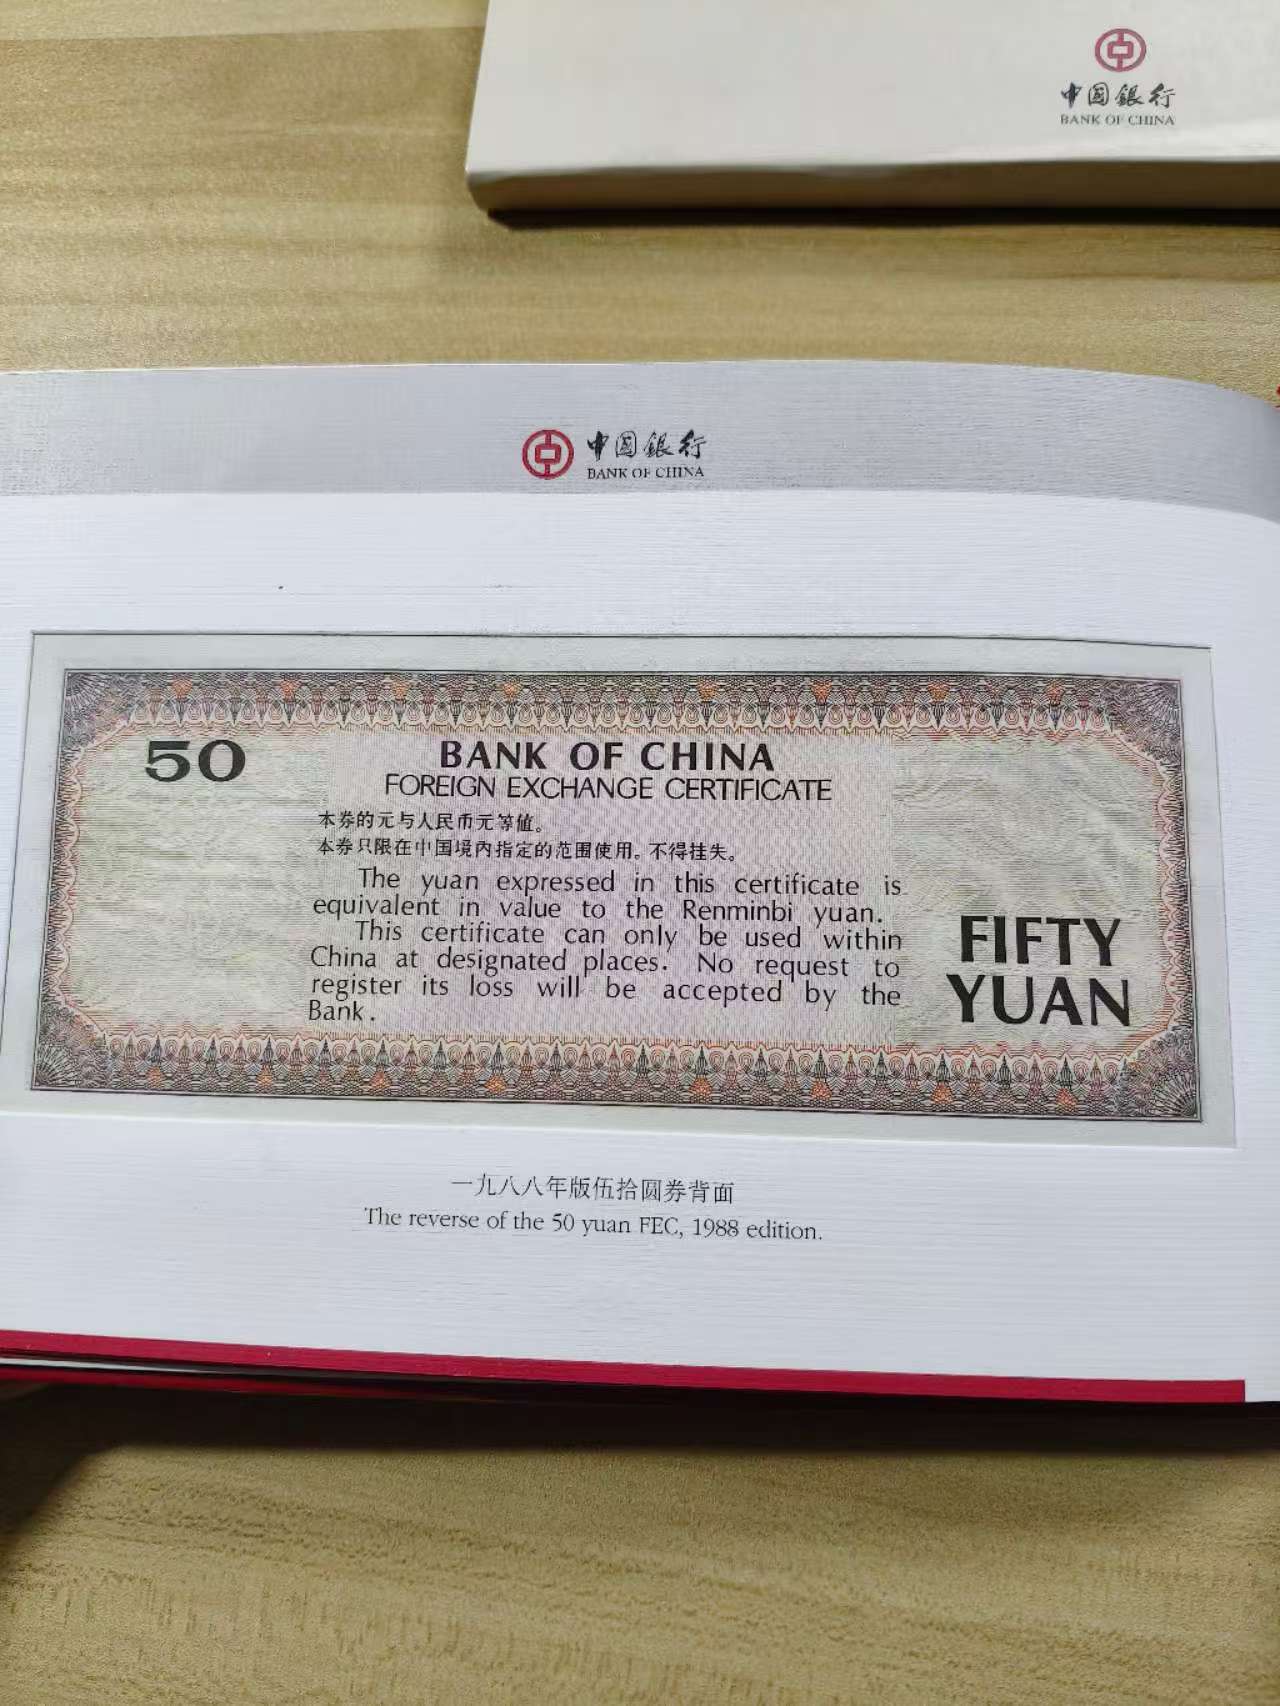 中国銀行
BANK OF CHINA
中国銀行
BANK OF CHINA
50
BANK OF CHINA
FOREIGN EXCHANGE CERTIFICATE
本券的元与人民币元等值。
本券只限在中国境内指定的范围使用。不得挂失。
The yuan expressed in this certificate is
equivalent in value to the Renminbi yuan.
This certificate can only be used within
China at designated places. No request to
register its loss will be accepted by the
Bank.
FIFTY
YUAN
一九八八年版伍拾圆券背面
The reverse of the 50 yuan FEC, 1988 edition.